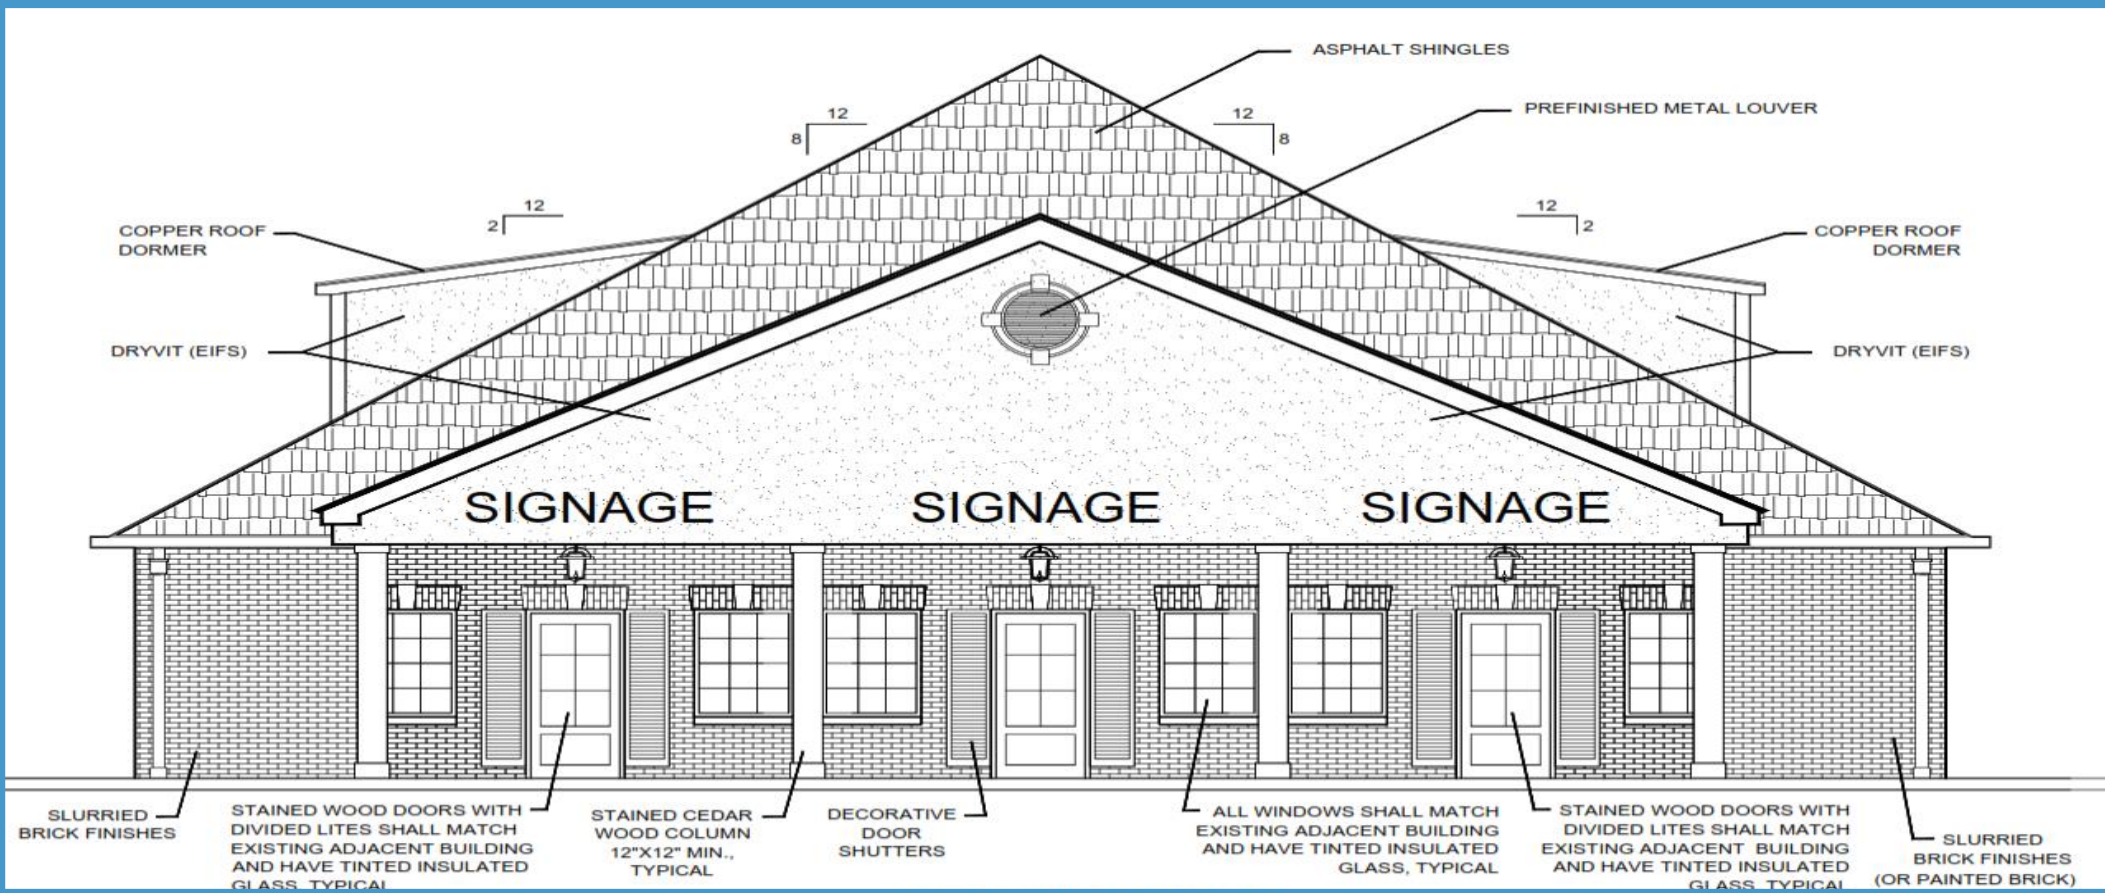 ASPHALT SHINGLES
12
8
12
8
PREFINISHED METAL LOUVER
12
2
12
2
COPPER ROOF
DORMER
COPPER ROOF
DORMER
DRYVIT (EIFS)
DRYVIT (EIFS)
SIGNAGE
SIGNAGE
SIGNAGE
SLURRIED
BRICK FINISHES
STAINED WOOD DOORS WITH
DIVIDED LITES SHALL MATCH
EXISTING ADJACENT BUILDING
AND HAVE TINTED INSULATED
GLASS, TYPICAL
STAINED CEDAR
WOOD COLUMN
12"X12" MIN.,
TYPICAL
DECORATIVE
DOOR
SHUTTERS
ALL WINDOWS SHALL MATCH
EXISTING ADJACENT BUILDING
AND HAVE TINTED INSULATED
GLASS, TYPICAL
STAINED WOOD DOORS WITH
DIVIDED LITES SHALL MATCH
EXISTING ADJACENT BUILDING
AND HAVE TINTED INSULATED
GLASS, TYPICAL
SLURRIED
BRICK FINISHES
(OR PAINTED BRICK)